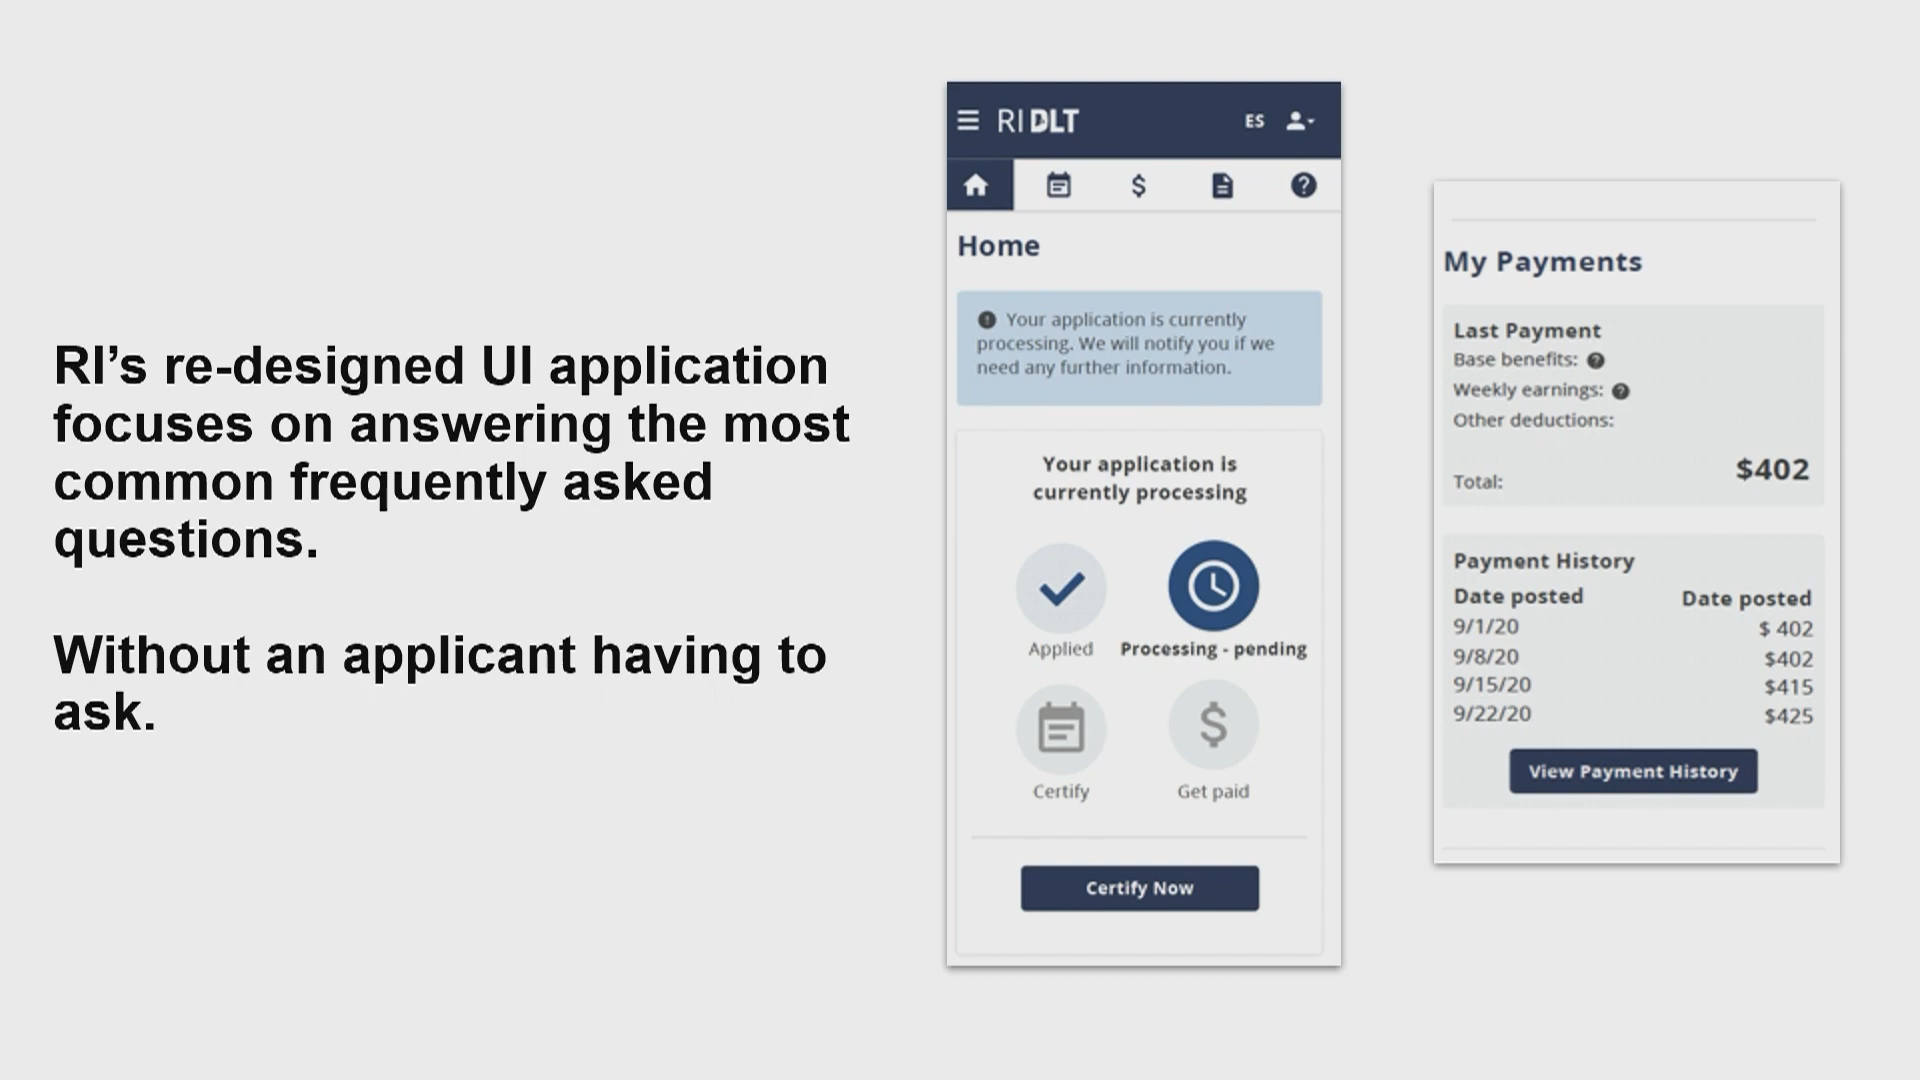 RI’s re-designed UI application
focuses on answering the most
common frequently asked
questions.
Without an applicant having to
ask.
RI DLT
ES
Home
Your application is currently
processing. We will notify you if we
need any further information.
Your application is
currently processing
Applied
Processing - pending
Certify
Get paid
Certify Now
My Payments
Last Payment
Base benefits:
Weekly earnings:
Other deductions:
Total: $402
Payment History
Date posted Date posted
9/1/20 $ 402
9/8/20 $402
9/15/20 $415
9/22/20 $425
View Payment History